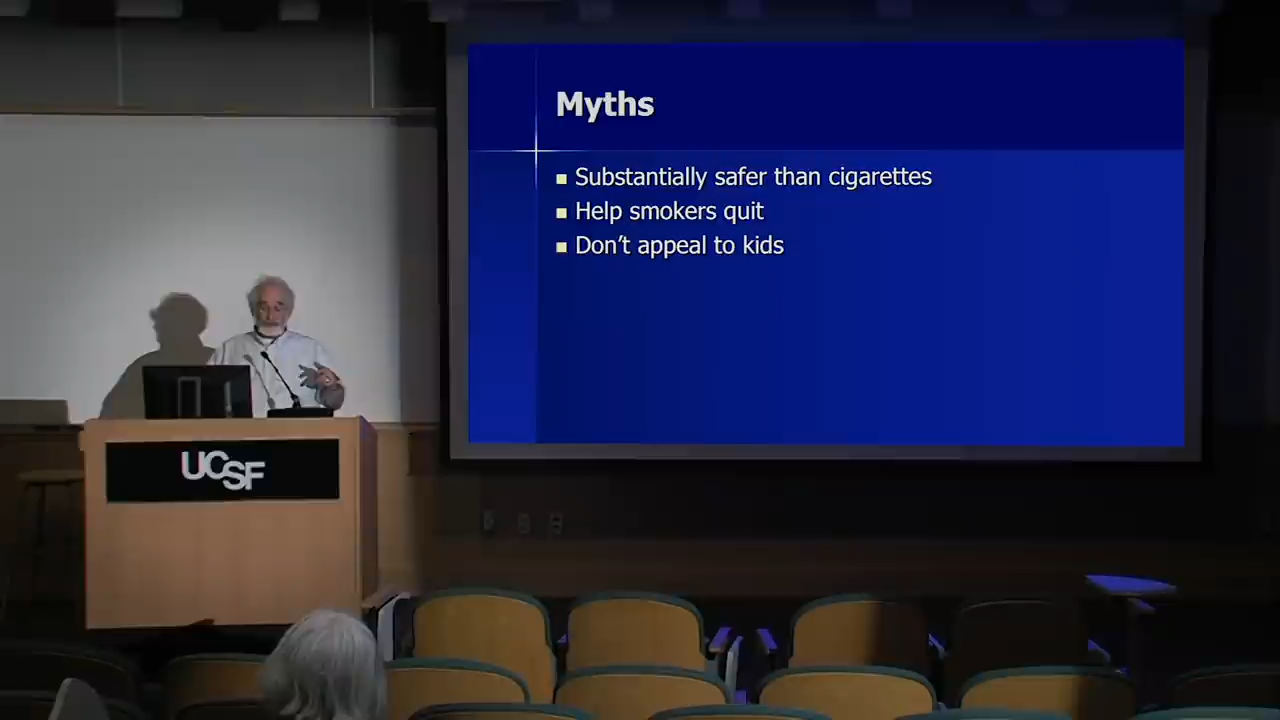 Myths
Substantially safer than cigarettes
Help smokers quit
Don't appeal to kids
UCSF